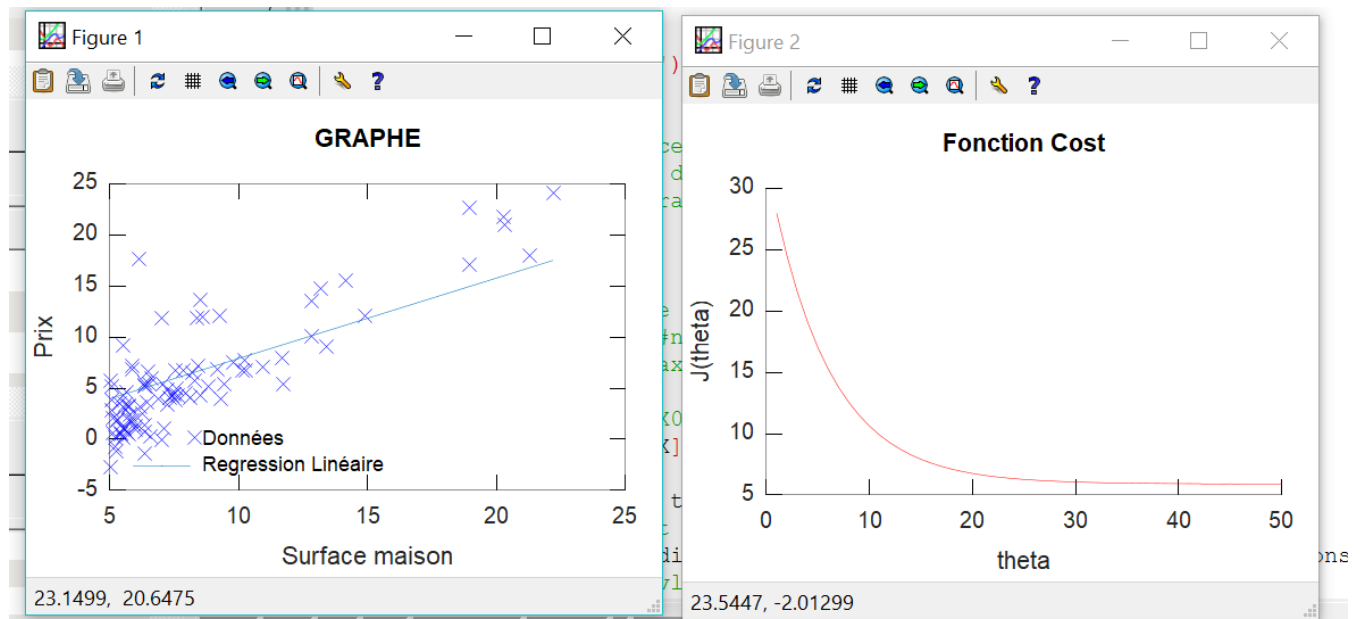 Figure 1
GRAPHE
25
20
15
10
5
0
-5
Prix
Données
Regression Linéaire
5 10 15 20 25
Surface maison
23.1499, 20.6475
Figure 2
Fonction Cost
30
25
20
15
10
5
J(theta)
0 10 20 30 40 50
theta
23.5447, -2.01299